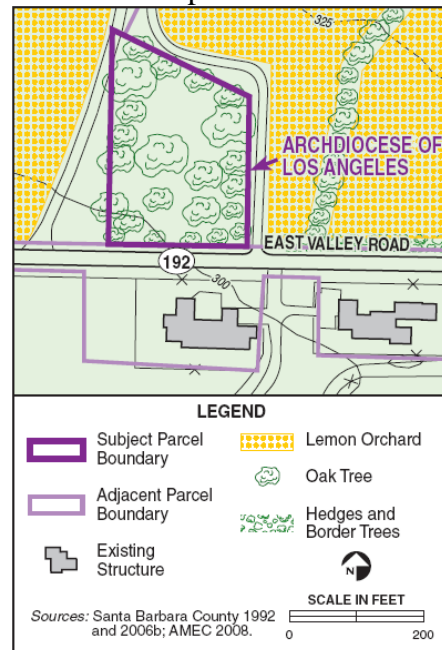 325
ARCHDIOCESE OF
LOS ANGELES
EAST VALLEY ROAD
192
300
LEGEND
Subject Parcel
Boundary
Adjacent Parcel
Boundary
Existing
Structure
Lemon Orchard
Oak Tree
Hedges and
Border Trees
N
SCALE IN FEET
0 200
Sources: Santa Barbara County 1992
and 2006b; AMEC 2008.